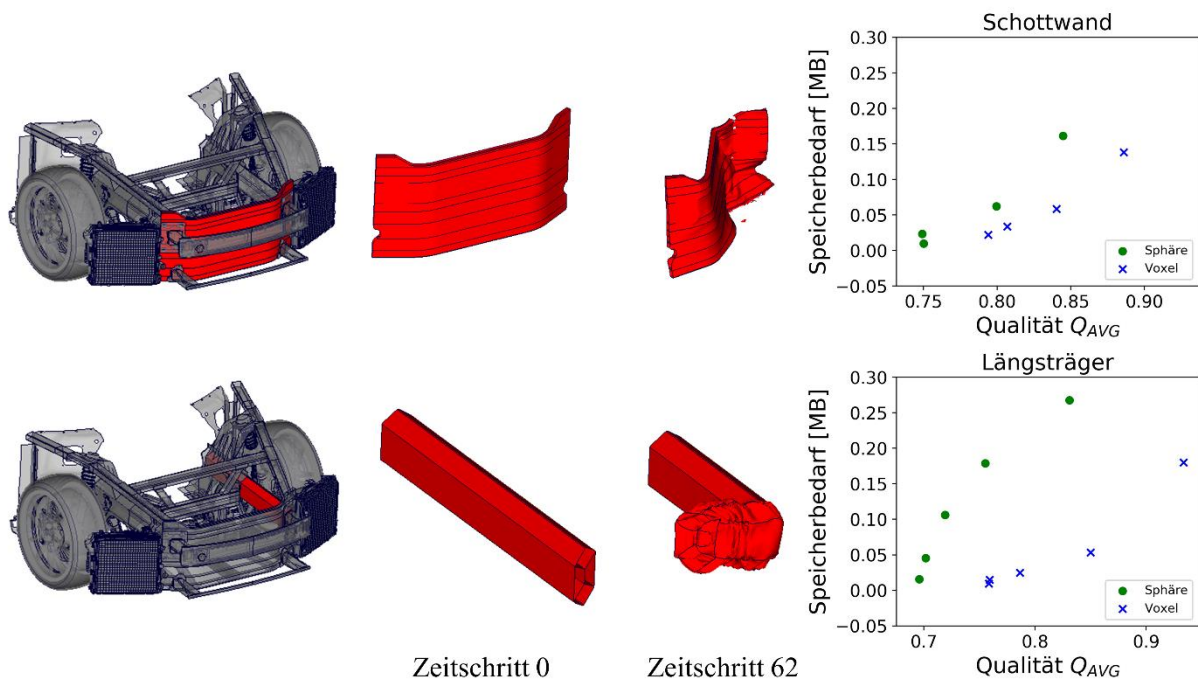 Schottwand
0.30
0.25
0.20
0.15
0.10
0.05
0.00
−0.05
Speicherbedarf [MB]
Sphäre
Voxel
0.75 0.80 0.85 0.90
Qualität Q_AVG
Längsträger
0.30
0.25
0.20
0.15
0.10
0.05
0.00
−0.05
Speicherbedarf [MB]
Sphäre
Voxel
0.7 0.8 0.9
Qualität Q_AVG
Zeitschritt 0 Zeitschritt 62